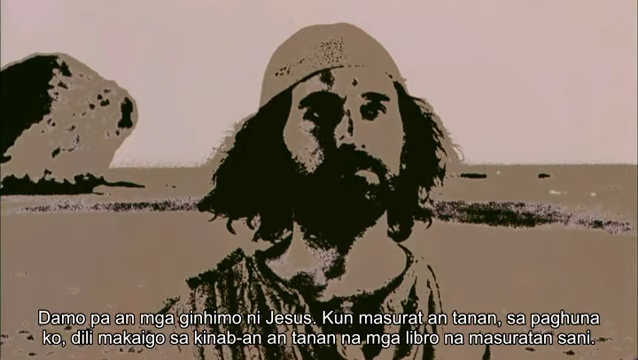 Damo pa an mga ginhimo ni Jesus. Kun masurat an tanan, sa paghuna
ko, dili makaigo sa kinab-an an tanan na mga libro na masuratan sani.